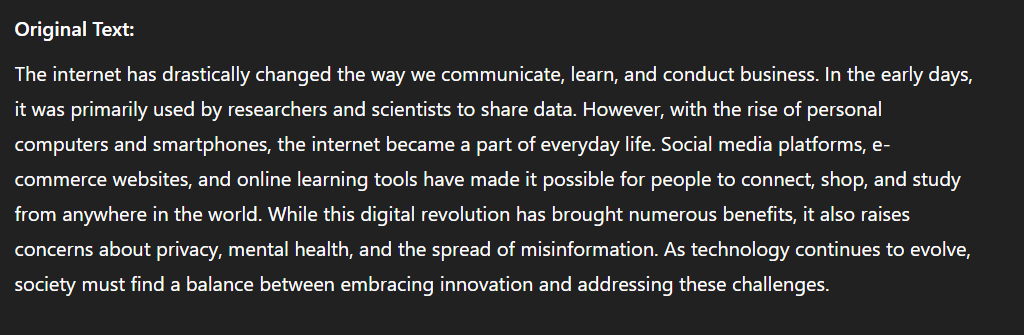 Original Text:
The internet has drastically changed the way we communicate, learn, and conduct business. In the early days,
it was primarily used by researchers and scientists to share data. However, with the rise of personal
computers and smartphones, the internet became a part of everyday life. Social media platforms, e-
commerce websites, and online learning tools have made it possible for people to connect, shop, and study
from anywhere in the world. While this digital revolution has brought numerous benefits, it also raises
concerns about privacy, mental health, and the spread of misinformation. As technology continues to evolve,
society must find a balance between embracing innovation and addressing these challenges.